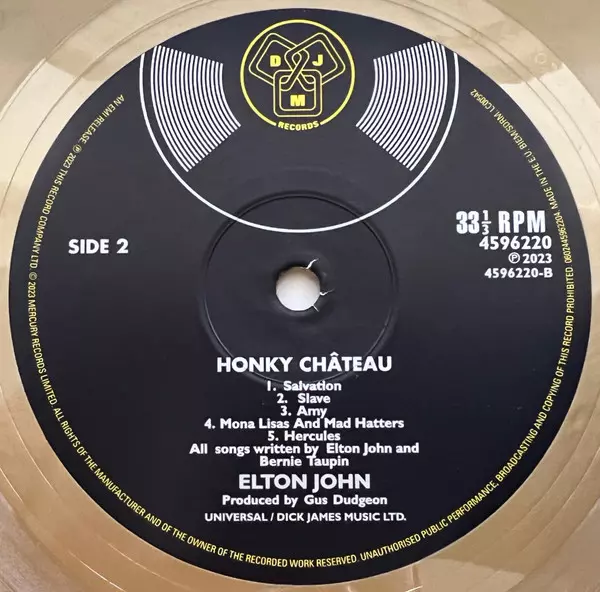 D J
M
RECORDS
SIDE 2
33 1/3 RPM
4596220
℗ 2023
4596220-B
HONKY CHÂTEAU
1. Salvation
2. Slave
3. Amy
4. Mona Lisas And Mad Hatters
5. Hercules
All songs written by Elton John and
Bernie Taupin
ELTON JOHN
Produced by Gus Dudgeon
UNIVERSAL / DICK JAMES MUSIC LTD.
AN EMI RELEASE. ℗ 2023 THIS RECORD COMPANY LTD. © 2023 MERCURY RECORDS LIMITED. ALL RIGHTS OF THE MANUFACTURER AND OF THE OWNER OF THE RECORDED WORK RESERVED. UNAUTHORISED PUBLIC PERFORMANCE, BROADCASTING AND COPYING OF THIS RECORD PROHIBITED. 0602445962204. MADE IN THE E.U. BIEM/SDRM. LC00542